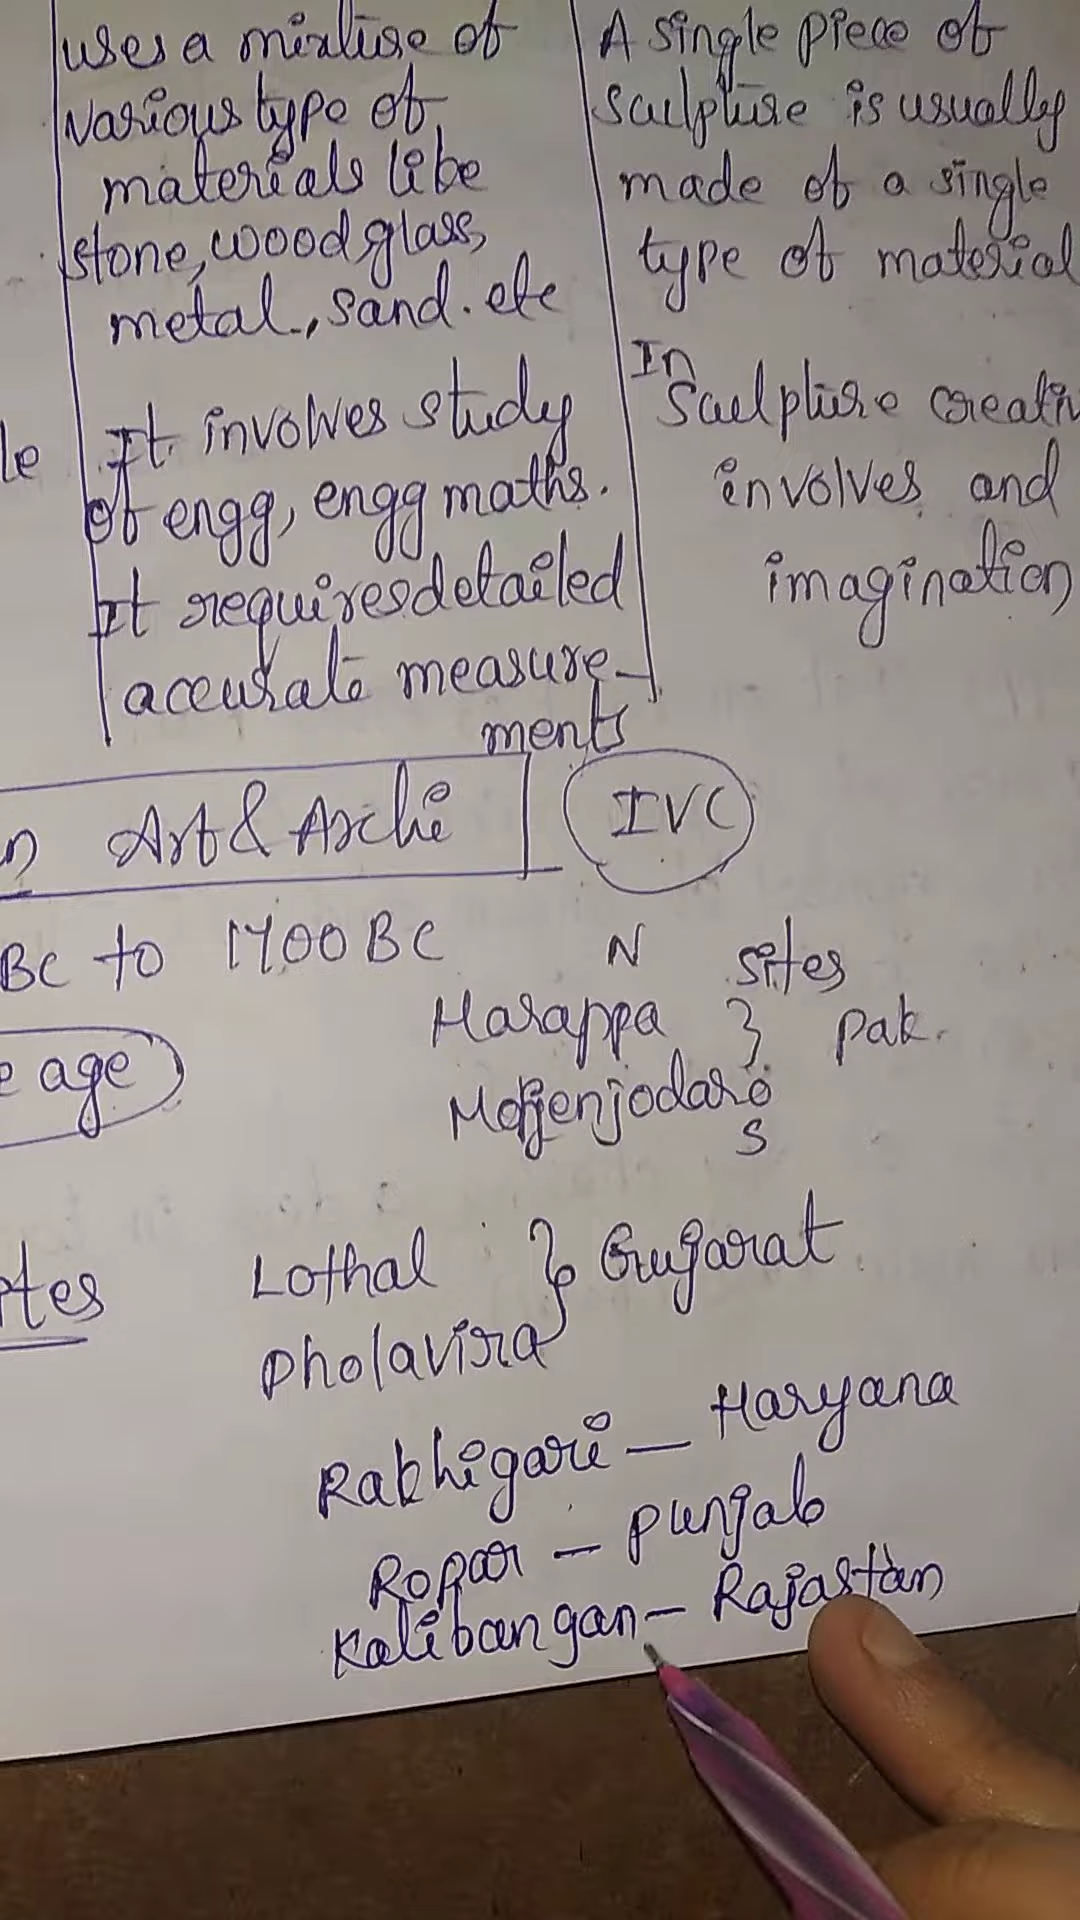 uses a mixture of
various type of
materials like
stone, wood glass,
metal, sand. etc
It involves study
of engg, engg maths.
It requires detailed
accurate measure-
ments
A single piece of
Sculpture is usually
made of a single
type of material
In
Sculpture creativ
involves and
imagination
le
n Art & Archi
IVC
BC to 1700 BC
N sites
Harappa } Pak.
Mohenjodaro
S
e age
ites
Lothal } Gujarat
Dholavira
Rakhigari — Haryana
Ropar — Punjab
Kalibangan — Rajastan